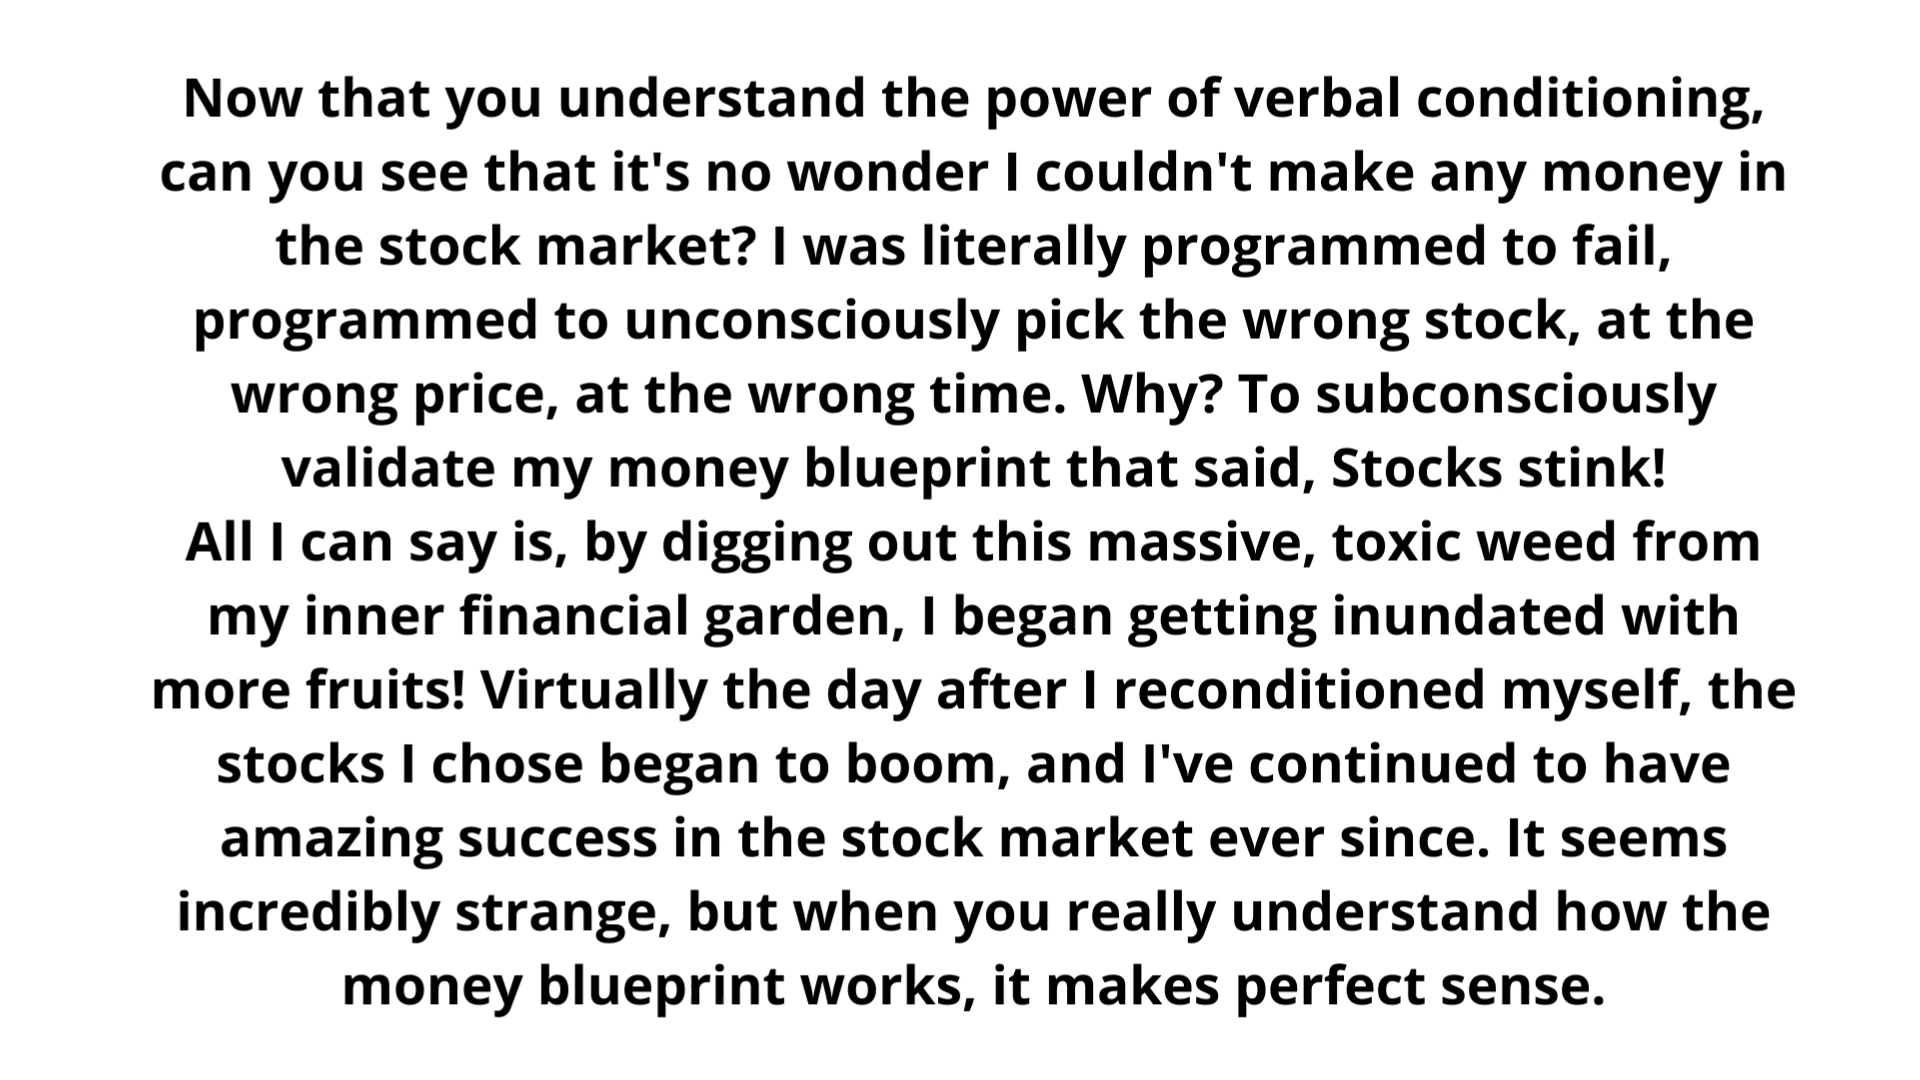 Now that you understand the power of verbal conditioning,
can you see that it's no wonder I couldn't make any money in
the stock market? I was literally programmed to fail,
programmed to unconsciously pick the wrong stock, at the
wrong price, at the wrong time. Why? To subconsciously
validate my money blueprint that said, Stocks stink!
All I can say is, by digging out this massive, toxic weed from
my inner financial garden, I began getting inundated with
more fruits! Virtually the day after I reconditioned myself, the
stocks I chose began to boom, and I've continued to have
amazing success in the stock market ever since. It seems
incredibly strange, but when you really understand how the
money blueprint works, it makes perfect sense.